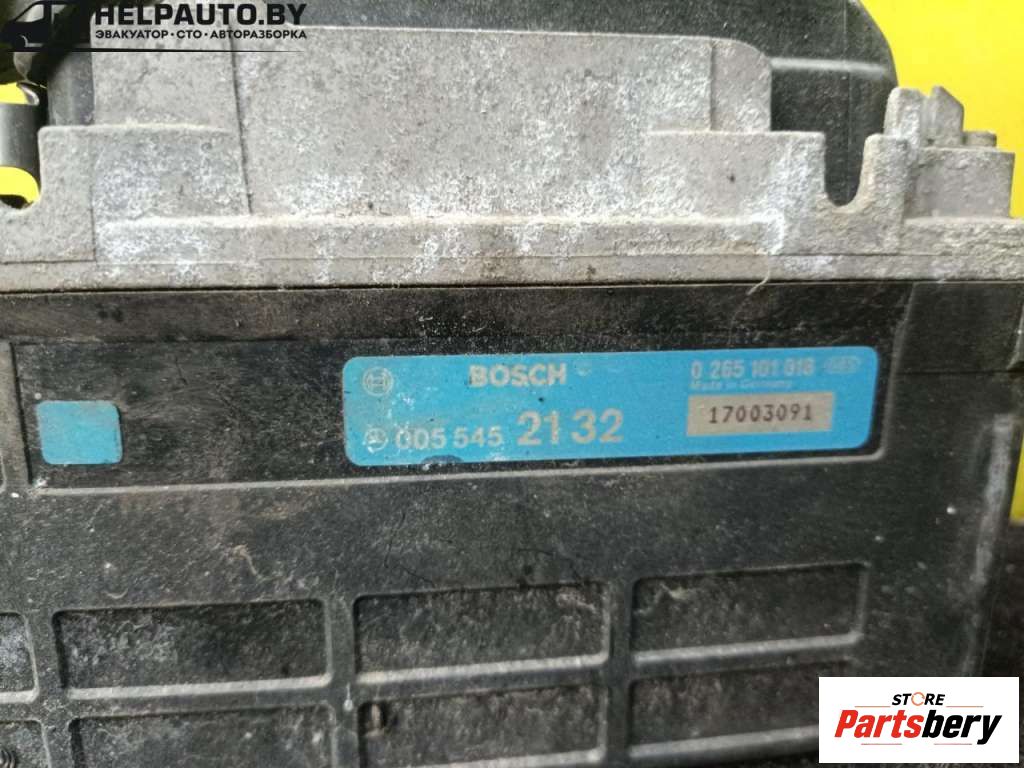 HELPAUTO.BY
ЭВАКУАТОР • СТО • АВТОРАЗБОРКА
BOSCH
0 265 101 018
Made in Germany
17003091
005 545 21 32
STORE
Partsbery